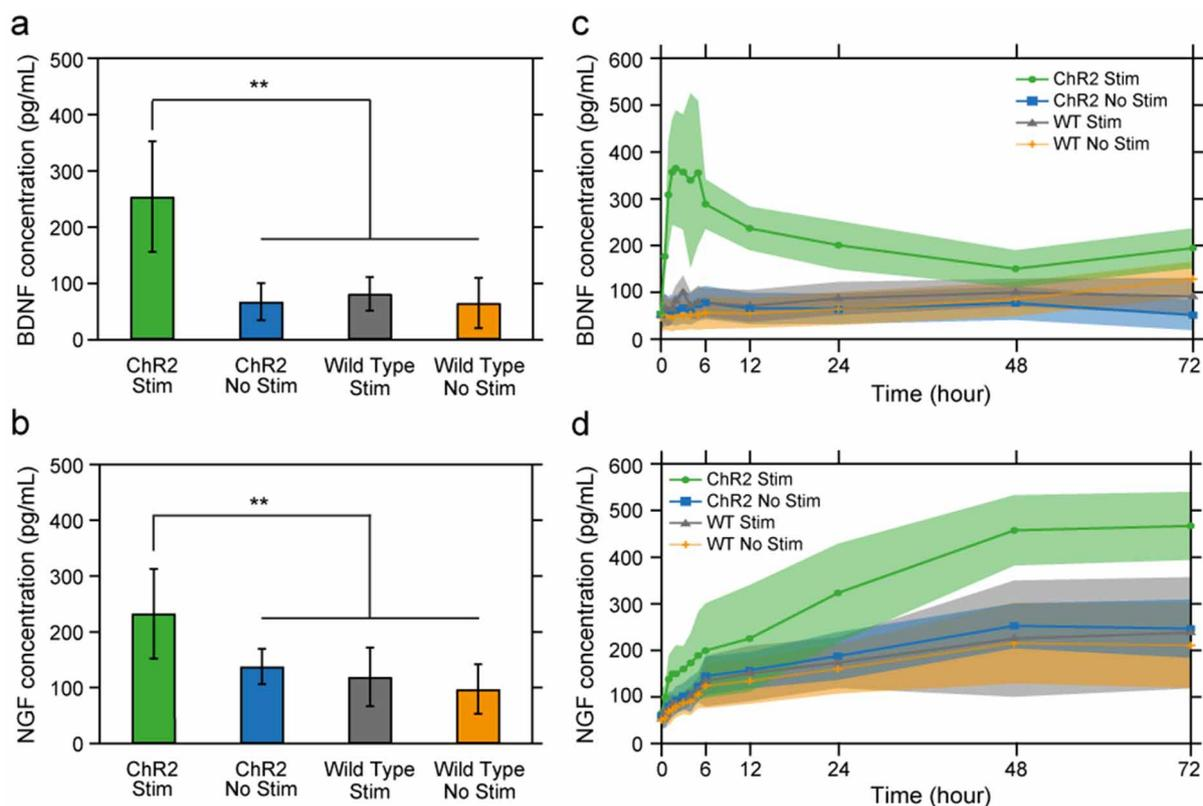 a
BDNF concentration (pg/mL)
500
400
300
200
100
0
**
ChR2 Stim
ChR2 No Stim
Wild Type Stim
Wild Type No Stim
c
BDNF concentration (pg/mL)
600
500
400
300
200
100
0
ChR2 Stim
ChR2 No Stim
WT Stim
WT No Stim
0 6 12 24 48 72
Time (hour)
b
NGF concentration (pg/mL)
500
400
300
200
100
0
**
ChR2 Stim
ChR2 No Stim
Wild Type Stim
Wild Type No Stim
d
NGF concentration (pg/mL)
600
500
400
300
200
100
0
ChR2 Stim
ChR2 No Stim
WT Stim
WT No Stim
0 6 12 24 48 72
Time (hour)